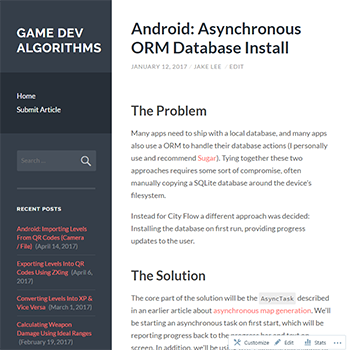 GAME DEV
ALGORITHMS
Home
Submit Article
Search ...
RECENT POSTS
Android: Importing Levels
From QR Codes (Camera
/ File) (April 14, 2017)
Exporting Levels Into QR
Codes Using ZXing (April 6,
2017)
Converting Levels Into XP &
Vice Versa (March 1, 2017)
Calculating Weapon
Damage Using Ideal Ranges
(February 19, 2017)
Android: Asynchronous
ORM Database Install
JANUARY 12, 2017 / JAKE LEE / EDIT
The Problem
Many apps need to ship with a local database, and many apps
also use a ORM to handle their database actions (I personally
use and recommend Sugar). Tying together these two
approaches requires some sort of compromise, often
manually copying a SQLite database around the device's
filesystem.
Instead for City Flow a different approach was decided:
Installing the database on first run, providing progress
updates to the user.
The Solution
The core part of the solution will be the AsyncTask described
in an earlier article about asynchronous map generation. We'll
be starting an asynchronous task on first start, which will be
reporting progress back to the progress bar and text on
screen. In addition, we'll be us
Customize Edit Stats